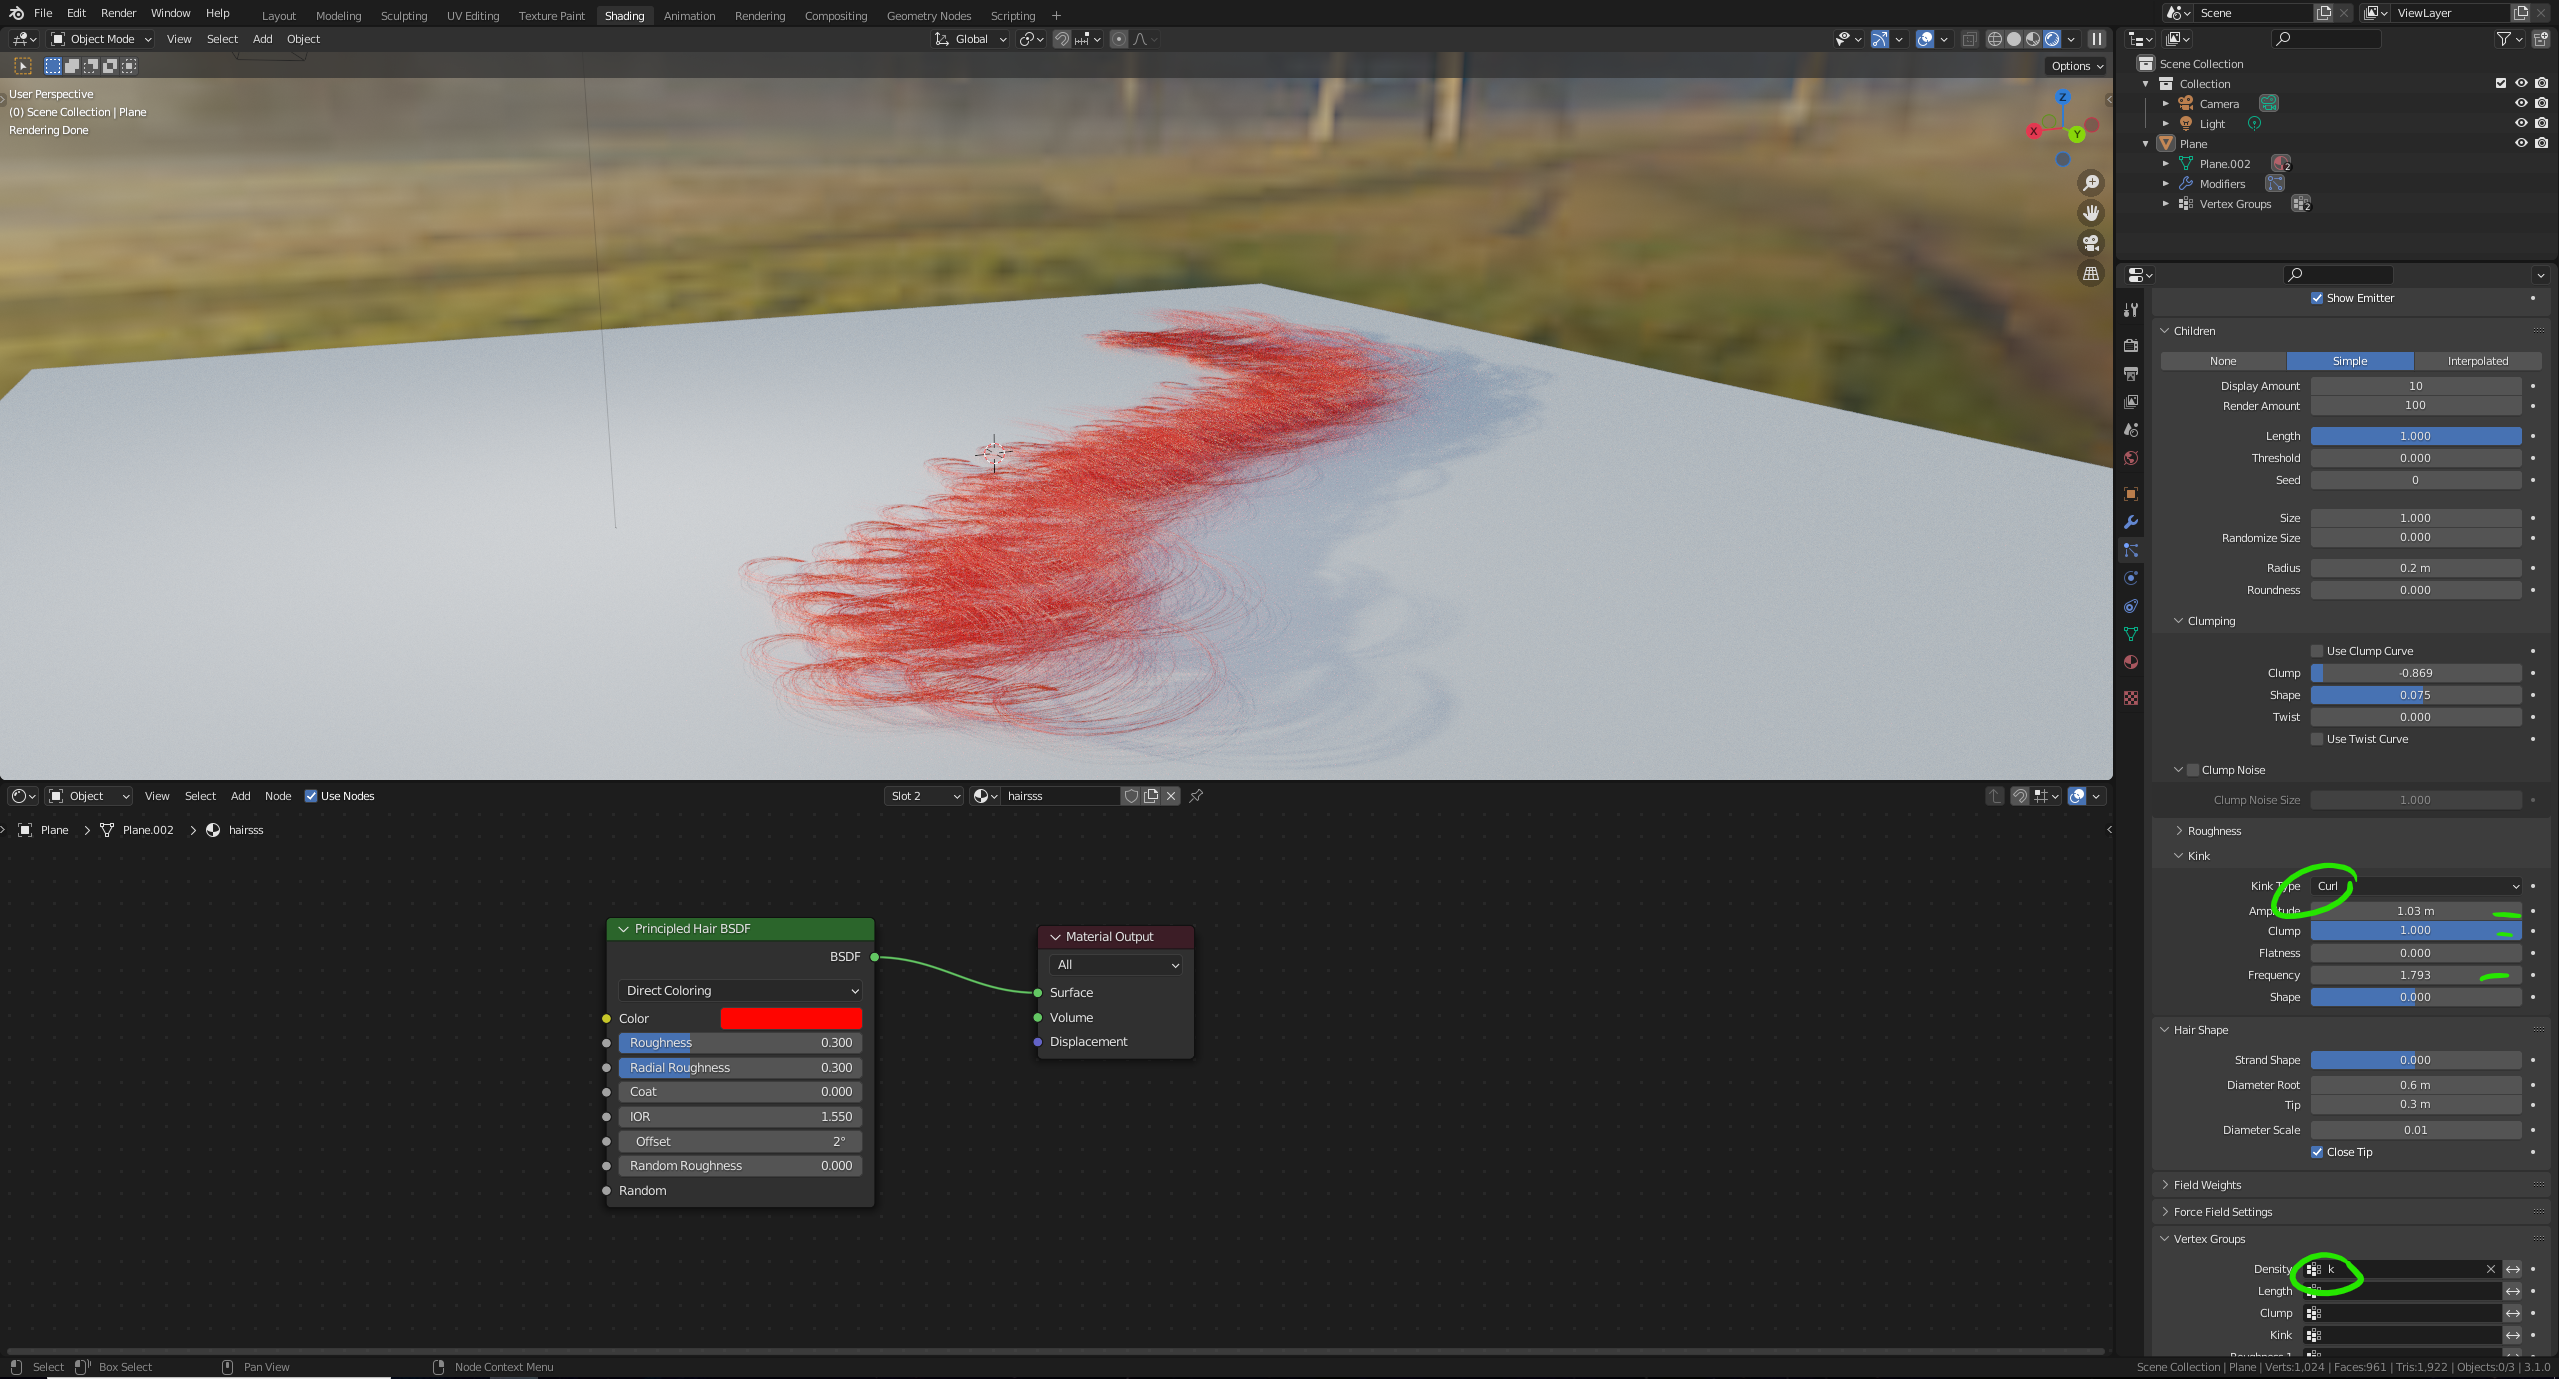 File Edit Render Window Help
Layout Modeling Sculpting UV Editing Texture Paint Shading Animation Rendering Compositing Geometry Nodes Scripting +
Scene
ViewLayer
Object Mode View Select Add Object
Global
Options
User Perspective
(0) Scene Collection | Plane
Rendering Done
Z
X
Y
Scene Collection
Collection
Camera
Light
Plane
Plane.002 2
Modifiers
Vertex Groups 2
Show Emitter
Children
None Simple Interpolated
Display Amount 10
Render Amount 100
Length 1.000
Threshold 0.000
Seed 0
Size 1.000
Randomize Size 0.000
Radius 0.2 m
Roundness 0.000
Clumping
Use Clump Curve
Clump -0.869
Shape 0.075
Twist 0.000
Use Twist Curve
Clump Noise
Clump Noise Size 1.000
Roughness
Kink
Kink Type Curl
Amplitude 1.03 m
Clump 1.000
Flatness 0.000
Frequency 1.793
Shape 0.000
Hair Shape
Strand Shape 0.000
Diameter Root 0.6 m
Tip 0.3 m
Diameter Scale 0.01
Close Tip
Field Weights
Force Field Settings
Vertex Groups
Density k
Length
Clump
Kink
Object View Select Add Node Use Nodes
Slot 2
hairsss
Plane > Plane.002 > hairsss
Principled Hair BSDF
BSDF
Direct Coloring
Color
Roughness 0.300
Radial Roughness 0.300
Coat 0.000
IOR 1.550
Offset 2°
Random Roughness 0.000
Random
Material Output
All
Surface
Volume
Displacement
Select Box Select Pan View Node Context Menu
Scene Collection | Plane | Verts:1,024 | Faces:961 | Tris:1,922 | Objects:0/3 | 3.1.0